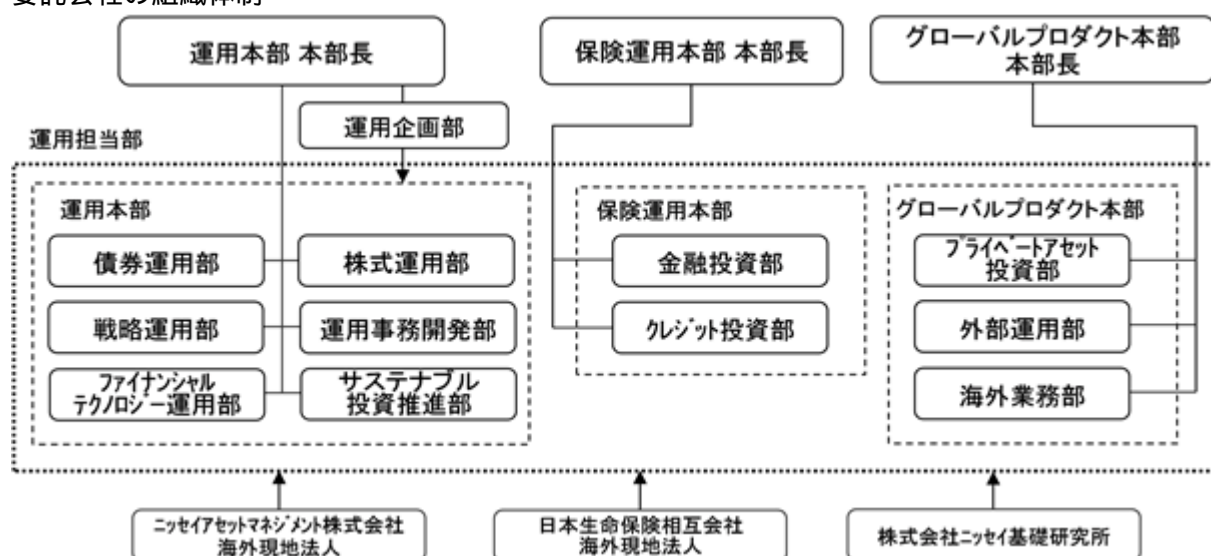 委託会社の組織体制
運用本部 本部長
保険運用本部 本部長
グローバルプロダクト本部
本部長
運用企画部
運用担当部
運用本部
債券運用部
株式運用部
戦略運用部
運用事務開発部
ファイナンシャル
テクノロジー運用部
サステナブル
投資推進部
保険運用本部
金融投資部
クレジット投資部
グローバルプロダクト本部
プライベートアセット
投資部
外部運用部
海外業務部
ニッセイアセットマネジメント株式会社
海外現地法人
日本生命保険相互会社
海外現地法人
株式会社ニッセイ基礎研究所